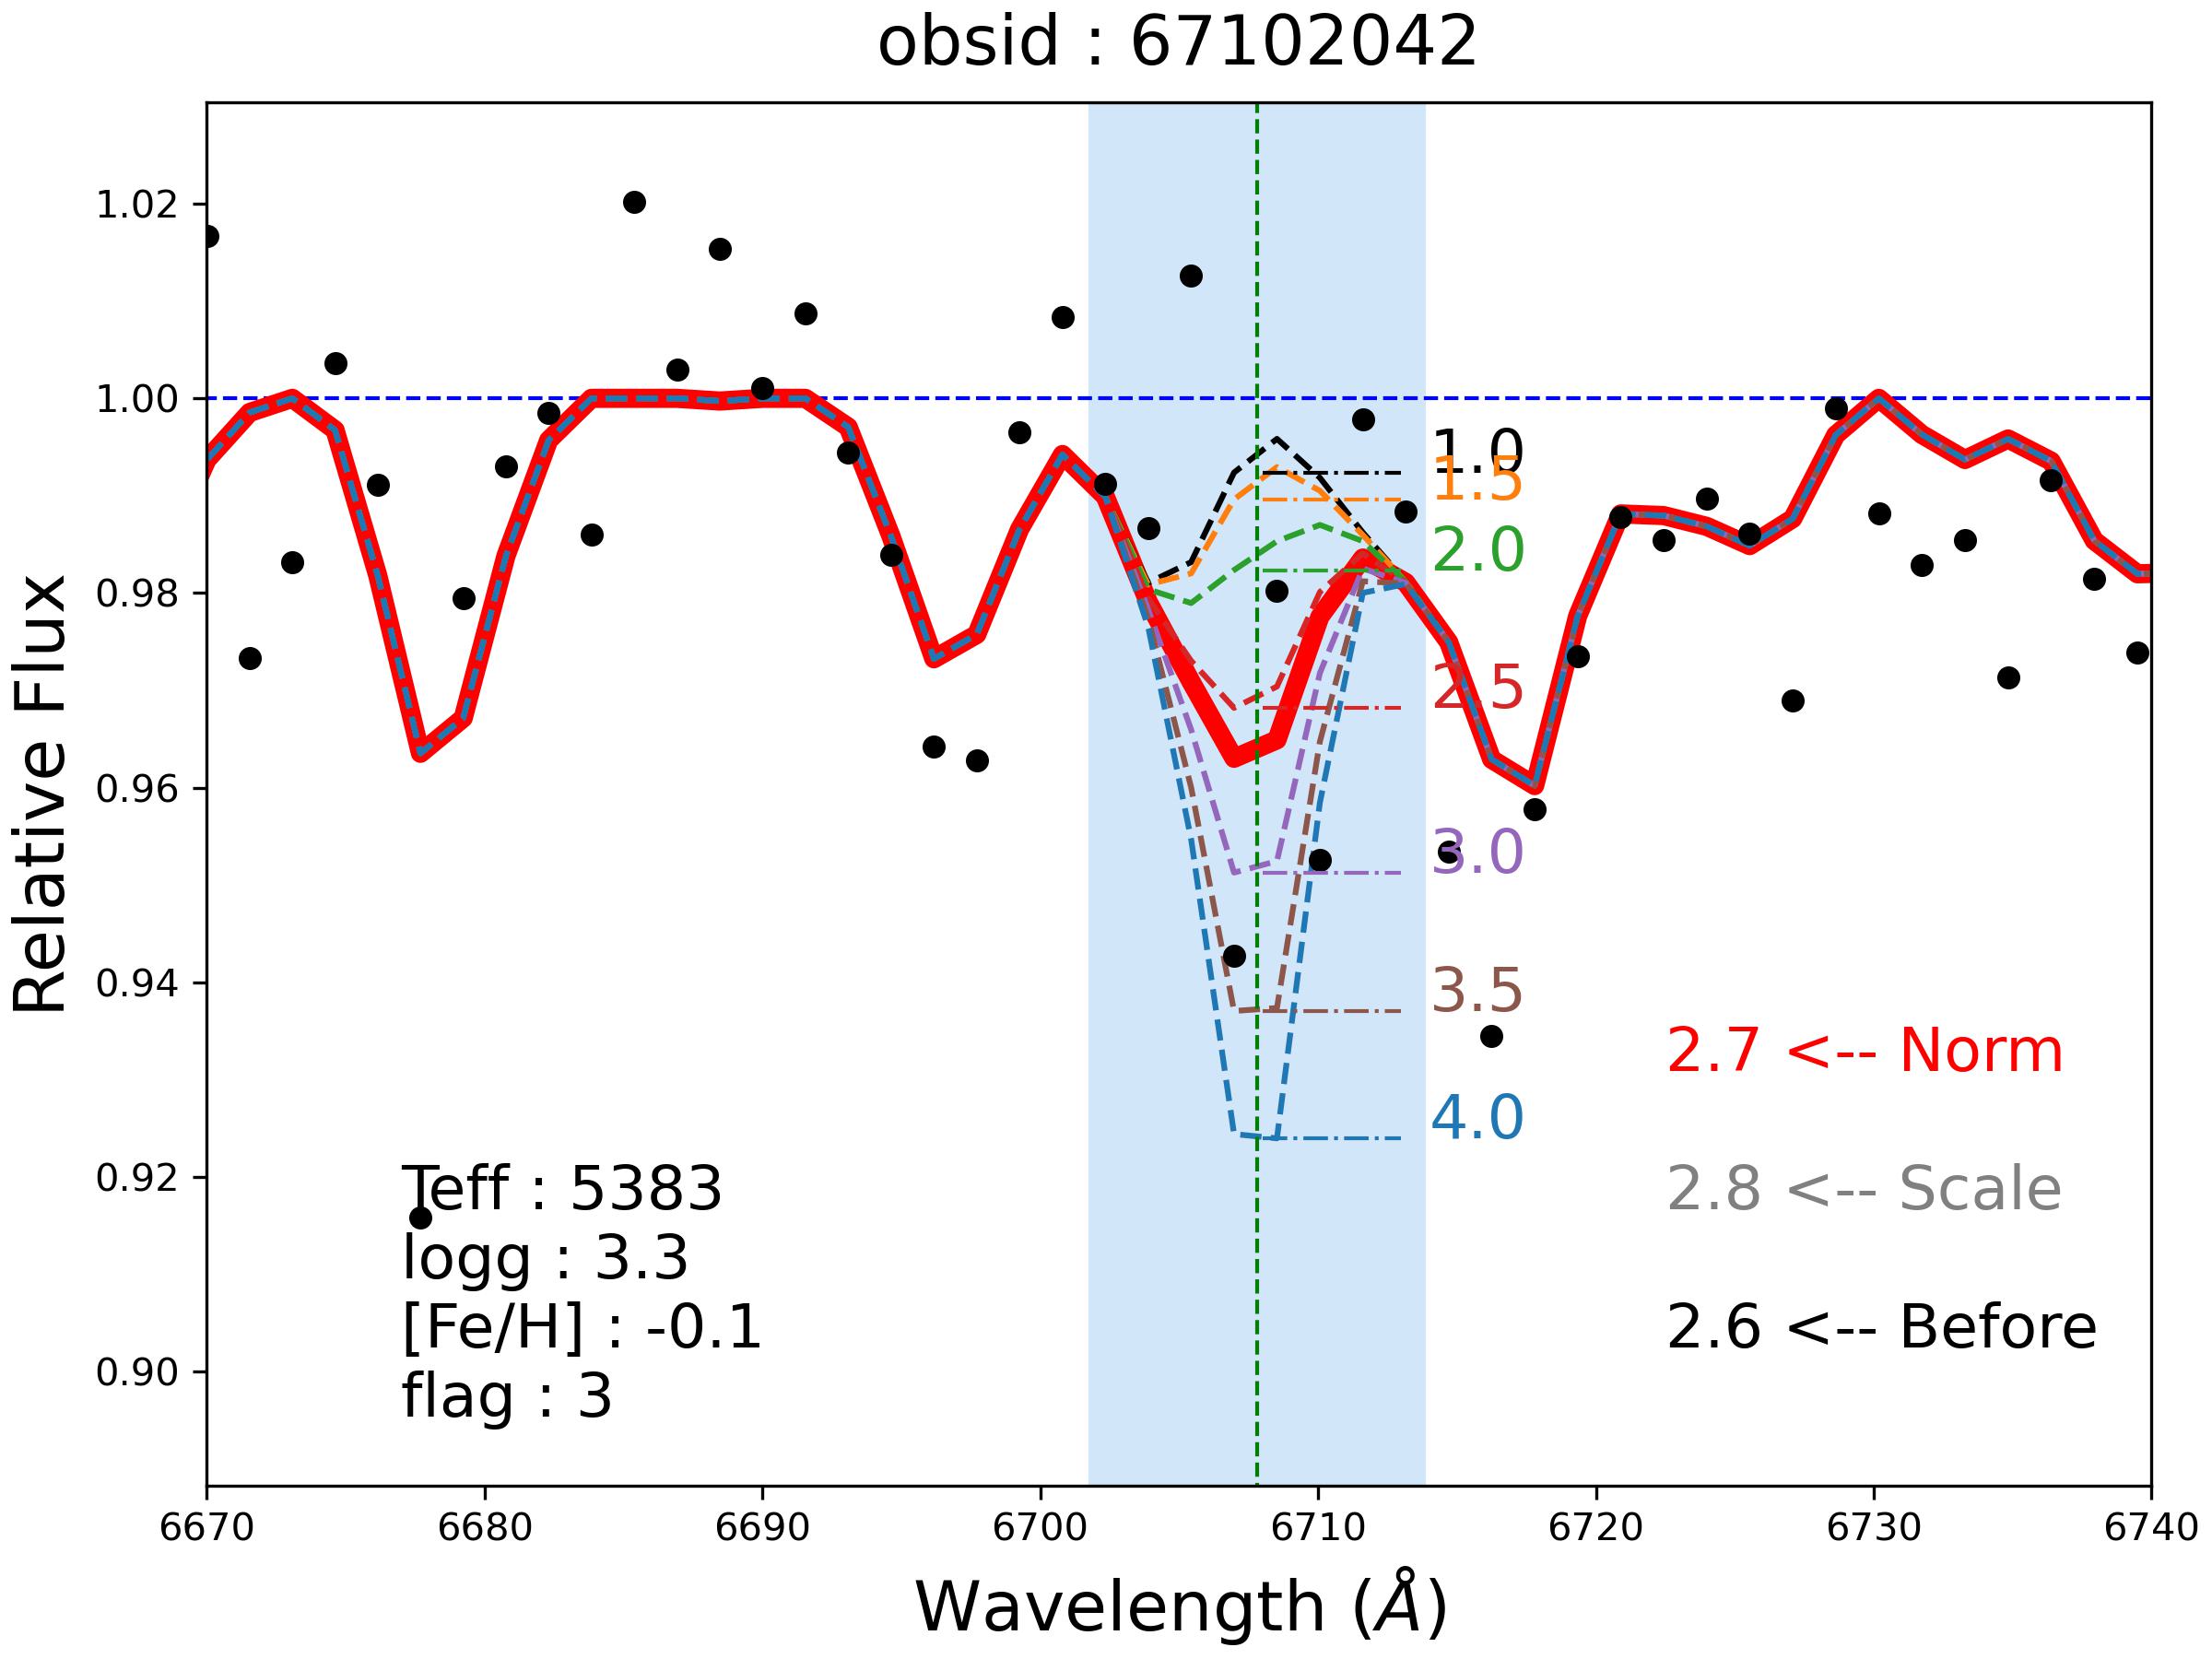 obsid : 67102042
1.02
1.00
0.98
0.96
0.94
0.92
0.90
Relative Flux
1.0
1.5
2.0
2.5
3.0
3.5
4.0
2.7 <-- Norm
2.8 <-- Scale
2.6 <-- Before
Teff : 5383
logg : 3.3
[Fe/H] : -0.1
flag : 3
6670 6680 6690 6700 6710 6720 6730 6740
Wavelength (Å)